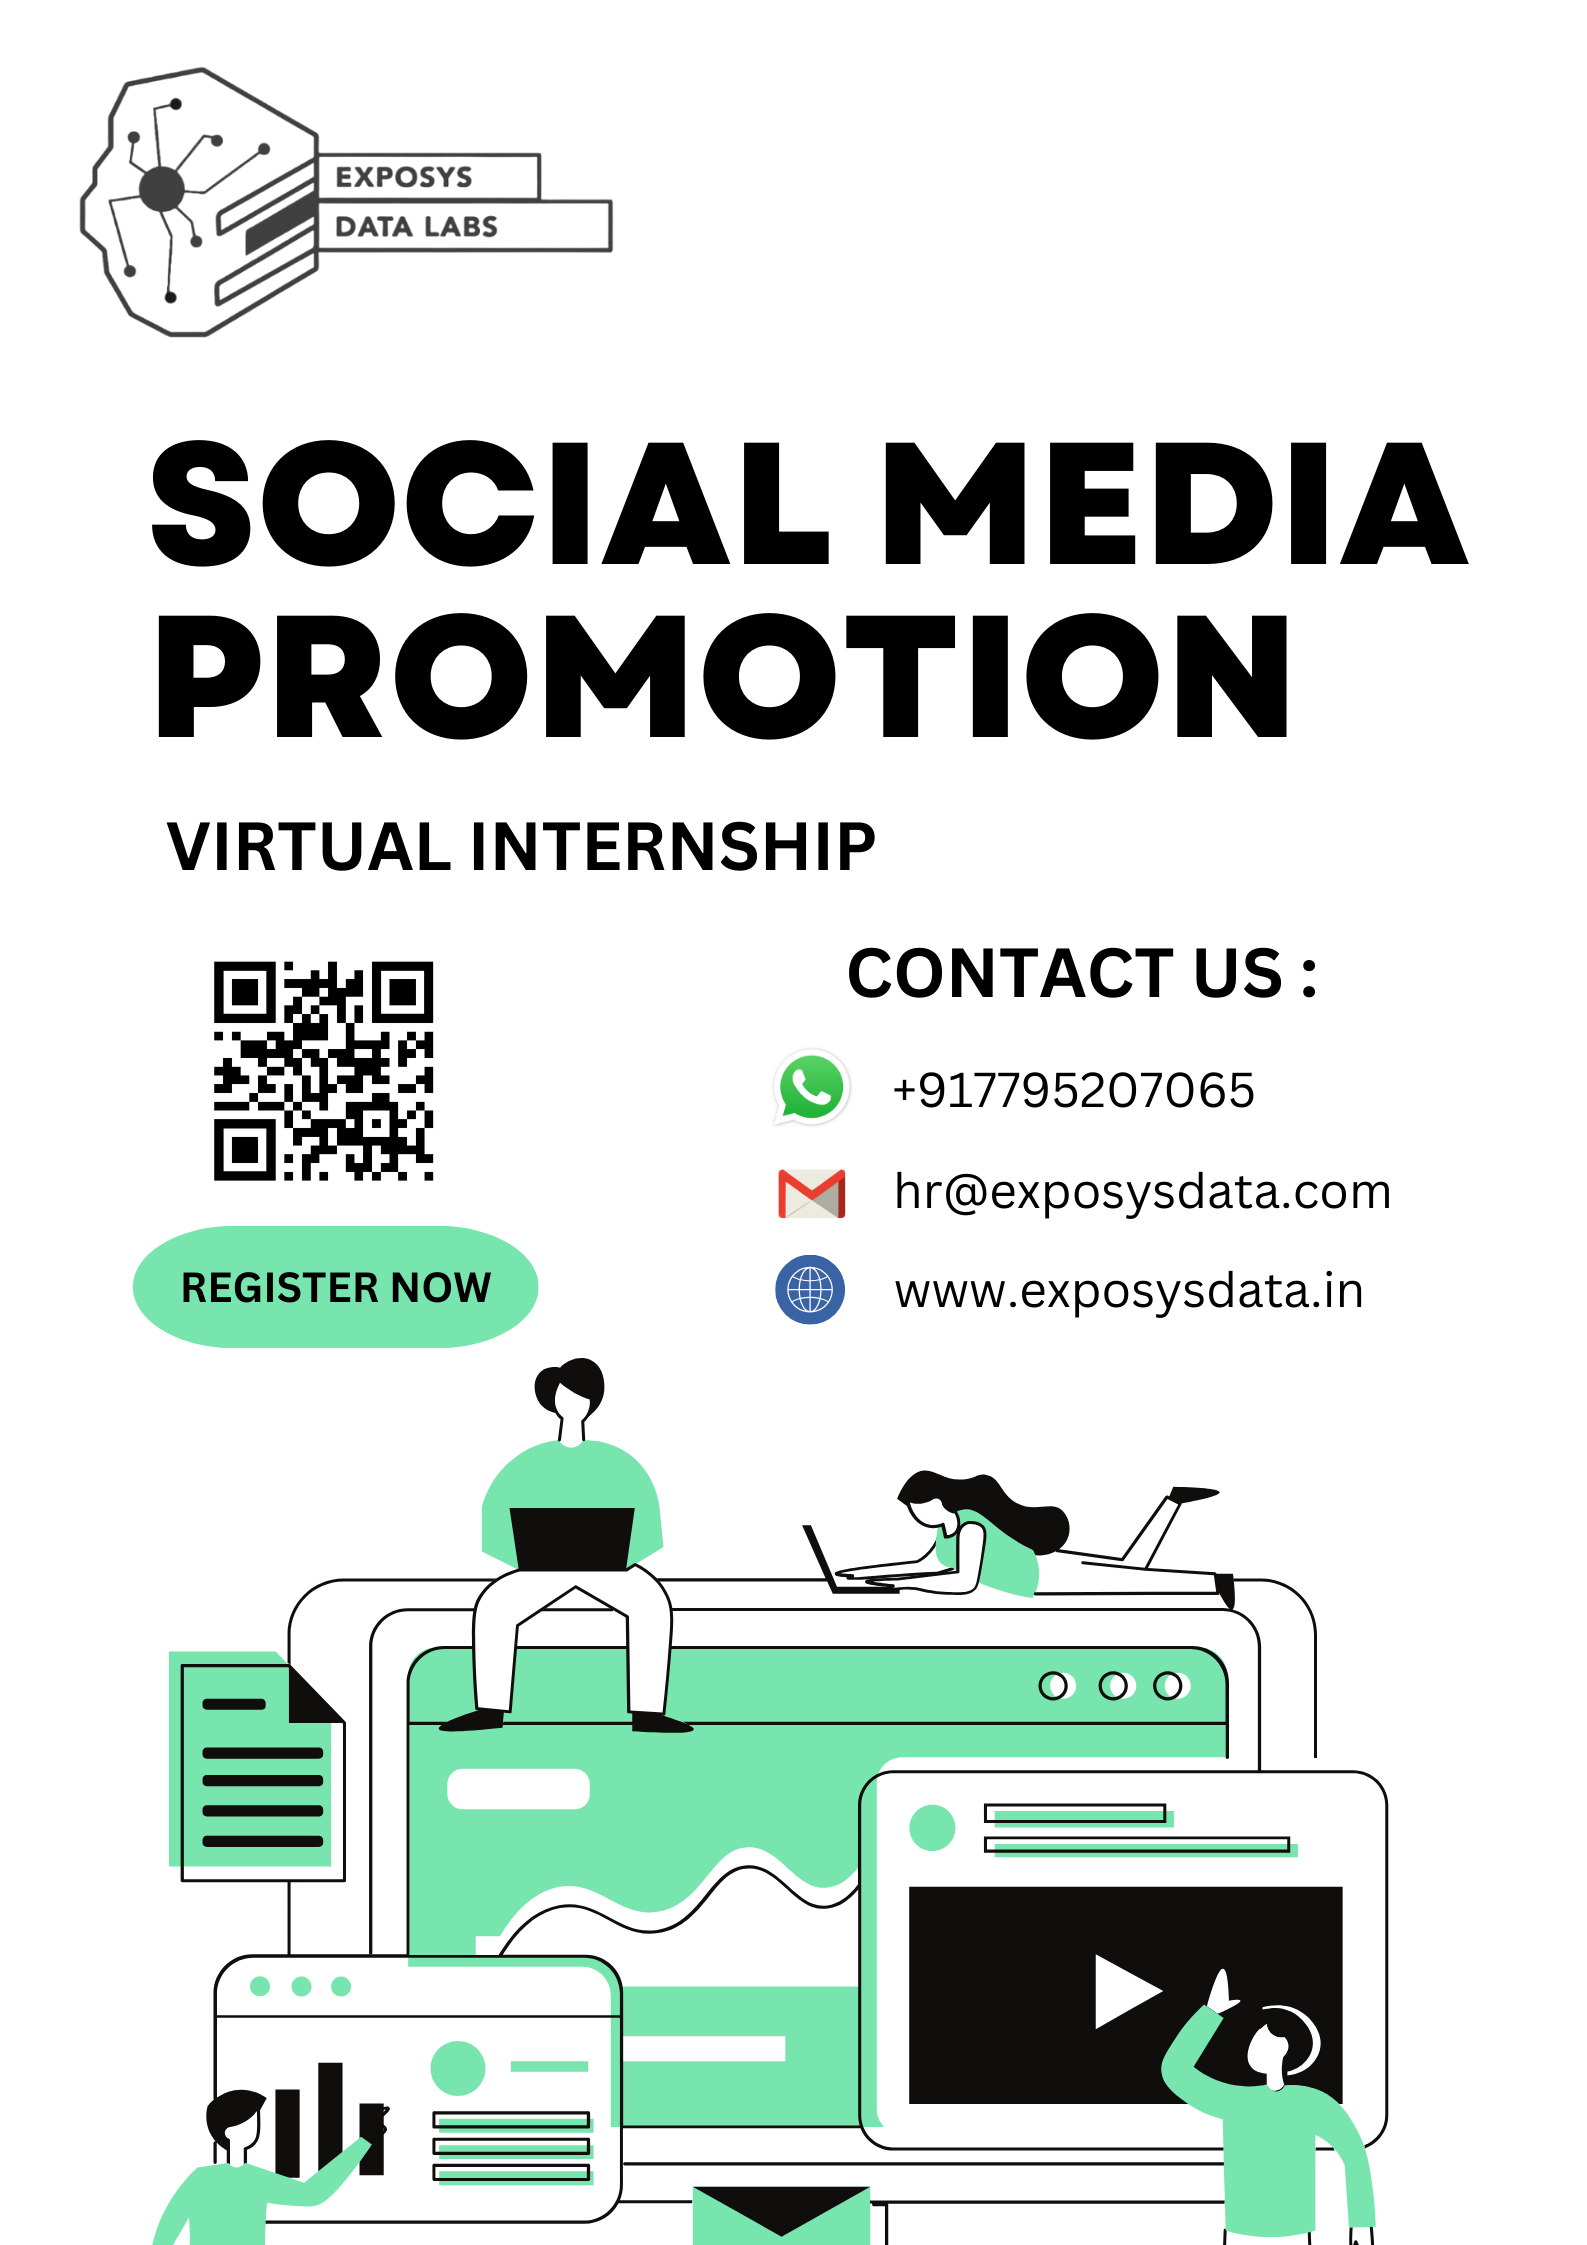 EXPOSYS
DATA LABS
SOCIAL MEDIA
PROMOTION
VIRTUAL INTERNSHIP
CONTACT US :
+917795207065
hr@exposysdata.com
www.exposysdata.in
REGISTER NOW